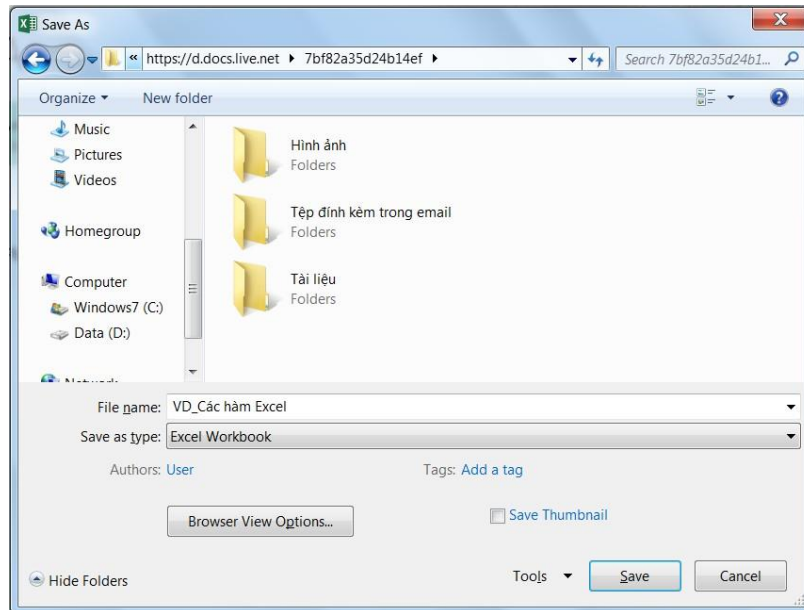 Save As
« https://d.docs.live.net ▸ 7bf82a35d24b14ef ▸
Search 7bf82a35d24b1...
Organize New folder
Music
Pictures
Videos
Homegroup
Computer
Windows7 (C:)
Data (D:)
Network
Hình ảnh
Folders
Tệp đính kèm trong email
Folders
Tài liệu
Folders
File name: VD_Các hàm Excel
Save as type: Excel Workbook
Authors: User Tags: Add a tag
Browser View Options... Save Thumbnail
Hide Folders Tools Save Cancel